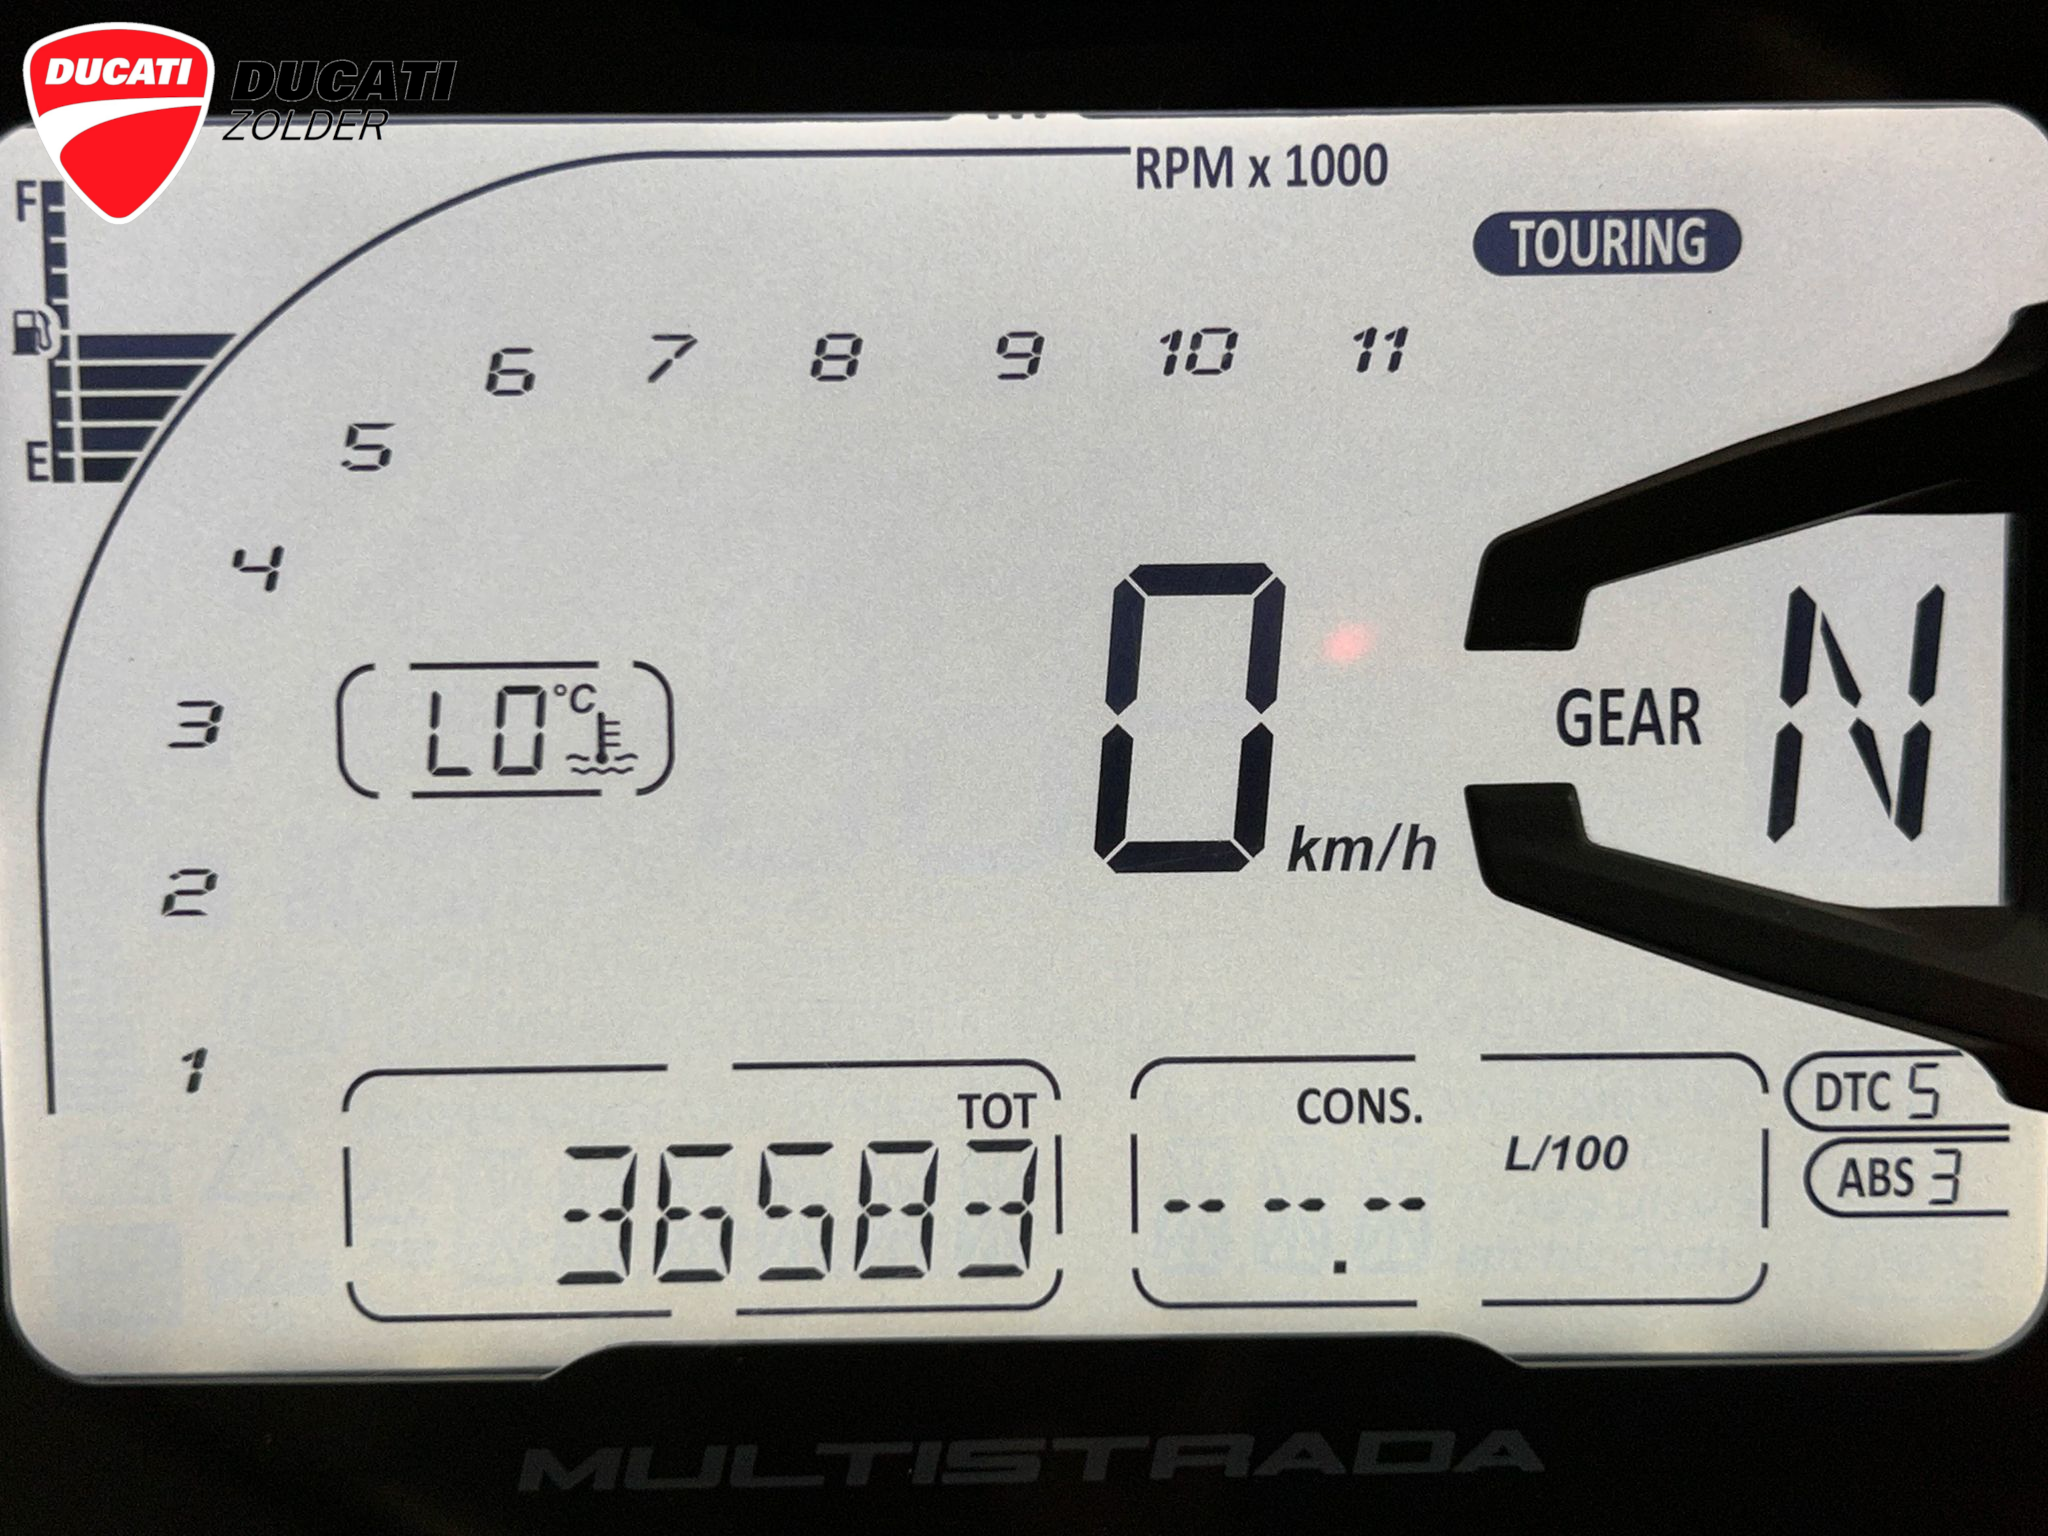 DUCATI
DUCATI
ZOLDER
RPM x 1000
TOURING
F
E
1
2
3
4
5
6
7
8
9
10
11
LO °C
0 km/h
GEAR N
TOT
36583
CONS.
L/100
-- -- . --
DTC 5
ABS 3
MULTISTRADA